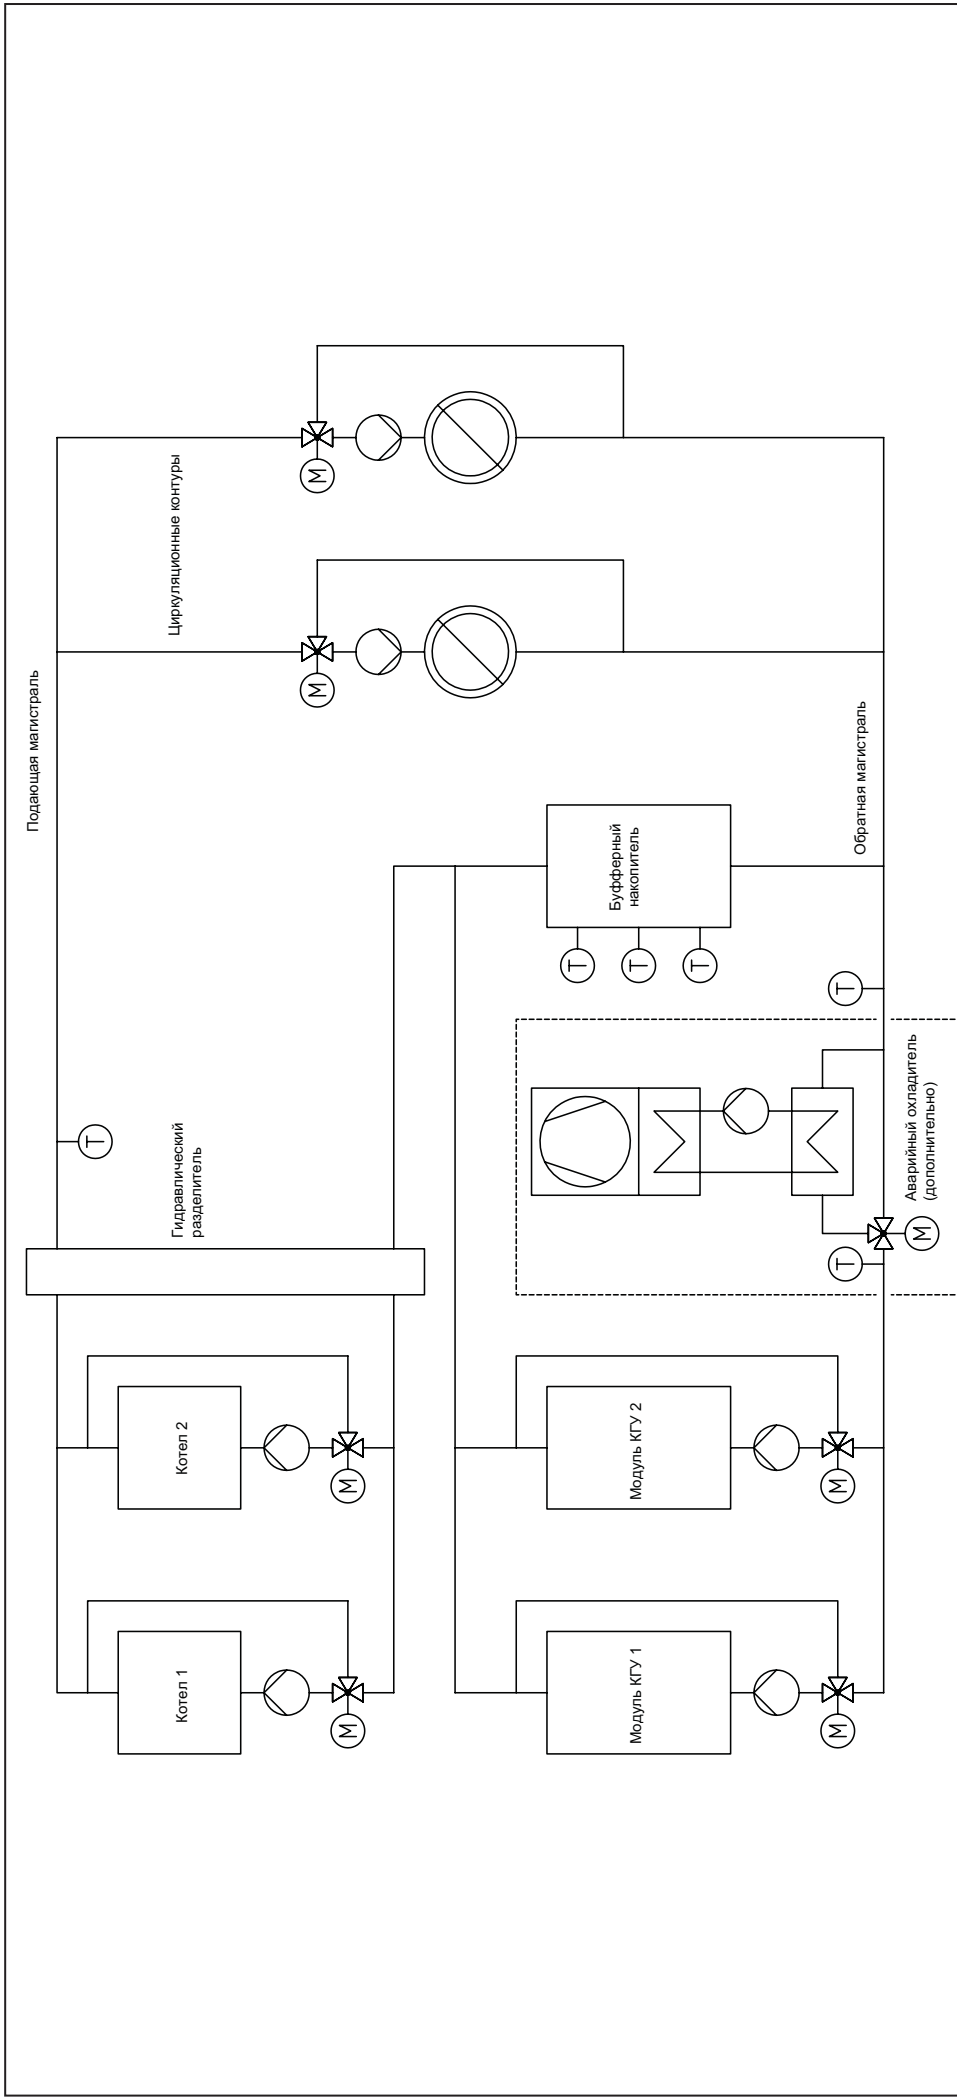 Котел 1
Котел 2
Гидравлический
разделитель
T
Подающая магистраль
Циркуляционные контуры
M
M
M
M
Модуль КГУ 1
Модуль КГУ 2
Буфферный
накопитель
T
T
T
M
M
T
T
M
Обратная магистраль
Аварийный охладитель
(дополнительно)